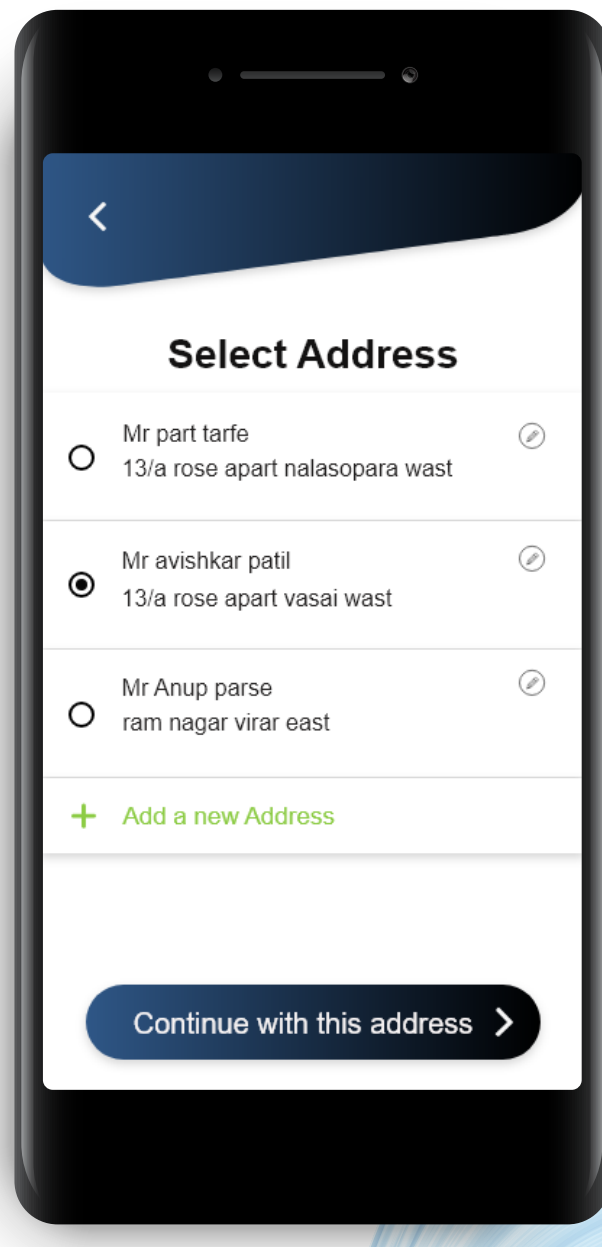 Select Address
Mr part tarfe
13/a rose apart nalasopara wast
Mr avishkar patil
13/a rose apart vasai wast
Mr Anup parse
ram nagar virar east
Add a new Address
Continue with this address